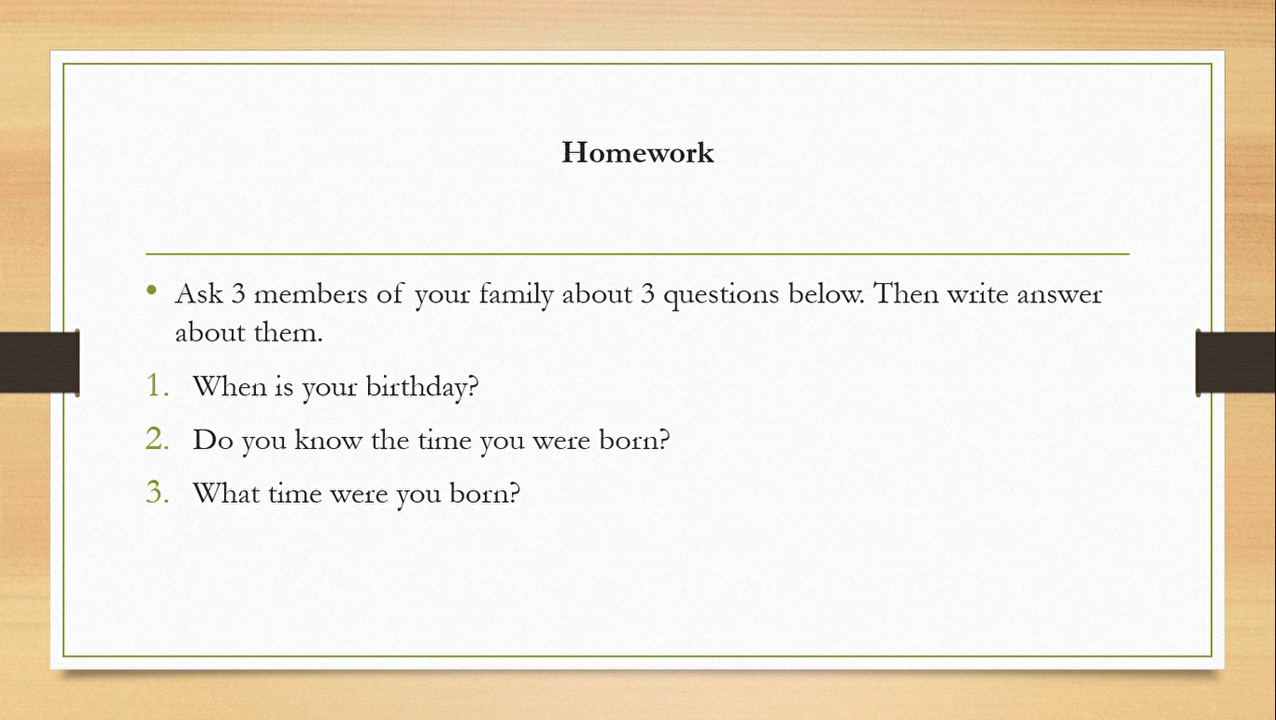 Homework
• Ask 3 members of your family about 3 questions below. Then write answer
about them.
1. When is your birthday?
2. Do you know the time you were born?
3. What time were you born?